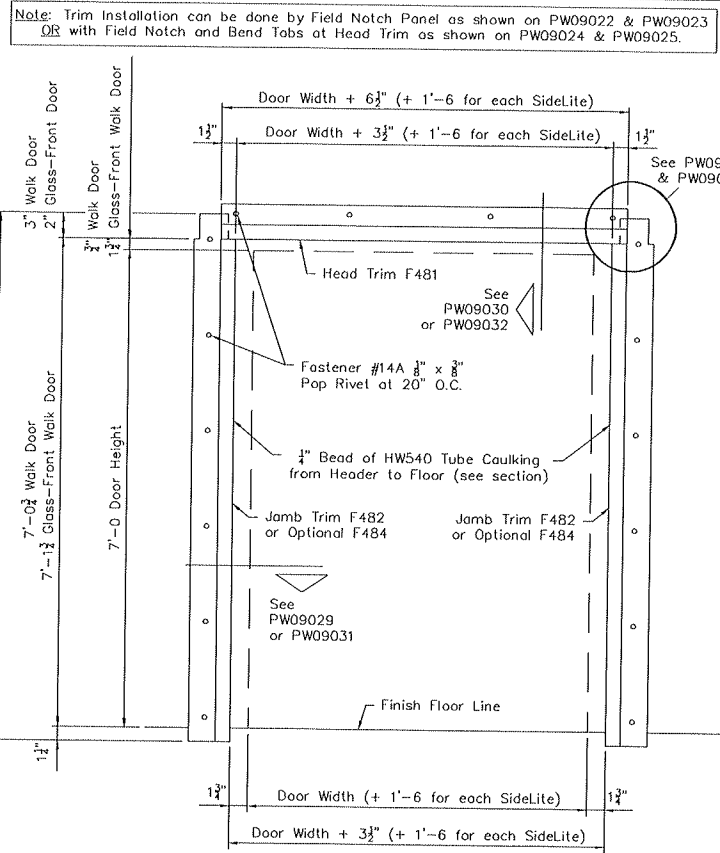 Note: Trim Installation can be done by Field Notch Panel as shown on PW09022 & PW09023
OR with Field Notch and Bend Tabs at Head Trim as shown on PW09024 & PW09025.
Door Width + 6½" (+ 1'-6 for each SideLite)
1½"
Door Width + 3½" (+ 1'-6 for each SideLite)
1½"
3" Walk Door
2" Glass-Front Door
¾" Walk Door
1¾" Glass-Front Walk Door
See PW09
& PW090
Head Trim F481
See
PW09030
or PW09032
Fastener #14A ⅛" x ⅜"
Pop Rivet at 20" O.C.
7'-0¾ Walk Door
7'-1¾ Glass-Front Walk Door
7'-0 Door Height
¼" Bead of HW540 Tube Caulking
from Header to Floor (see section)
Jamb Trim F482
or Optional F484
Jamb Trim F482
or Optional F484
See
PW09029
or PW09031
Finish Floor Line
1½"
1¾"
Door Width (+ 1'-6 for each SideLite)
1¾"
Door Width + 3½" (+ 1'-6 for each SideLite)